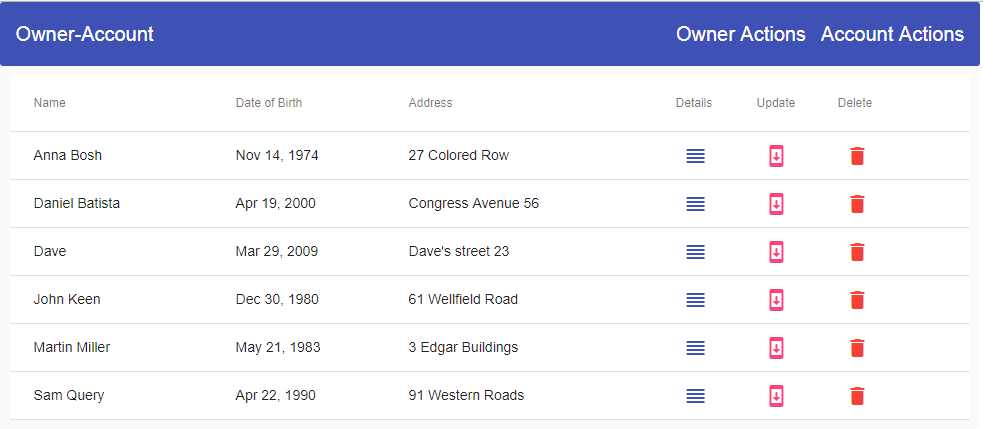 Owner-Account Owner Actions Account Actions
Name Date of Birth Address Details Update Delete
Anna Bosh Nov 14, 1974 27 Colored Row
Daniel Batista Apr 19, 2000 Congress Avenue 56
Dave Mar 29, 2009 Dave's street 23
John Keen Dec 30, 1980 61 Wellfield Road
Martin Miller May 21, 1983 3 Edgar Buildings
Sam Query Apr 22, 1990 91 Western Roads